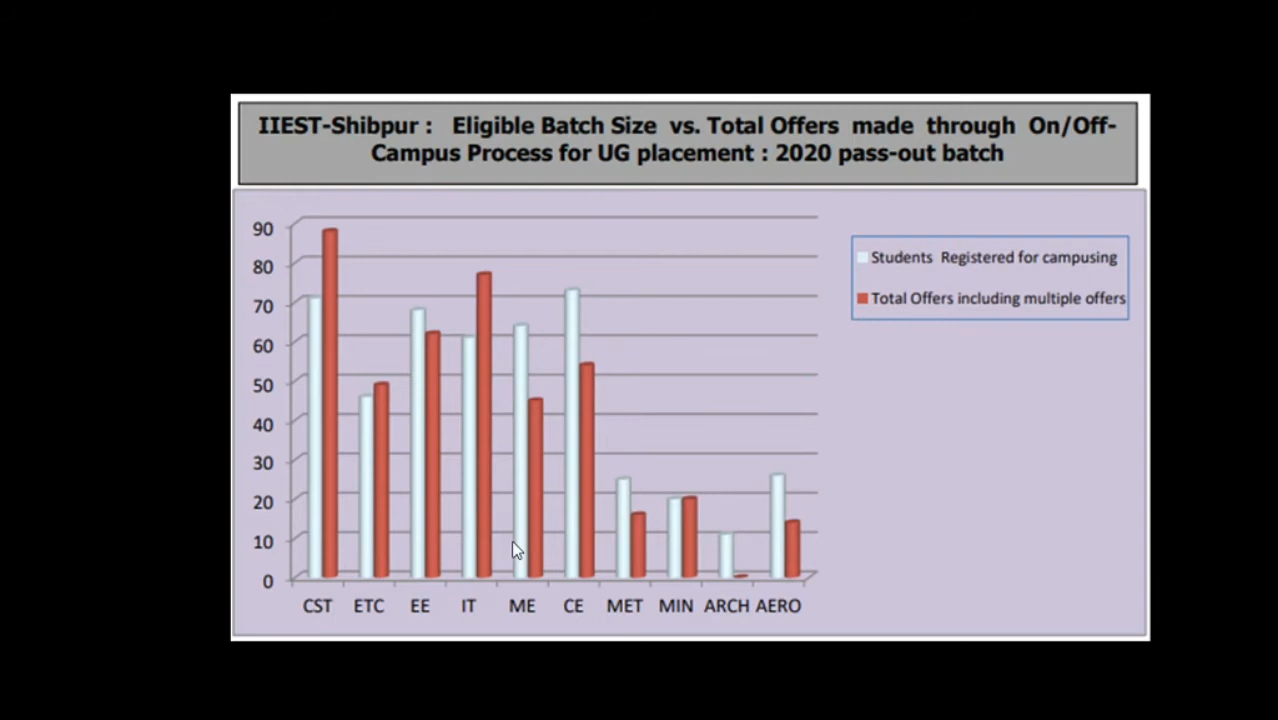 IIEST-Shibpur : Eligible Batch Size vs. Total Offers made through On/Off-
Campus Process for UG placement : 2020 pass-out batch
90
80
70
60
50
40
30
20
10
0
CST ETC EE IT ME CE MET MIN ARCH AERO
Students Registered for campusing
Total Offers including multiple offers